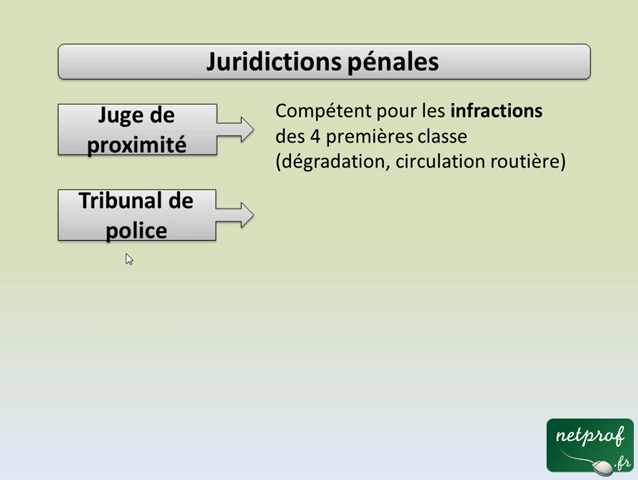 Juridictions pénales
Juge de
proximité
Compétent pour les infractions
des 4 premières classe
(dégradation, circulation routière)
Tribunal de
police
netprof
.fr